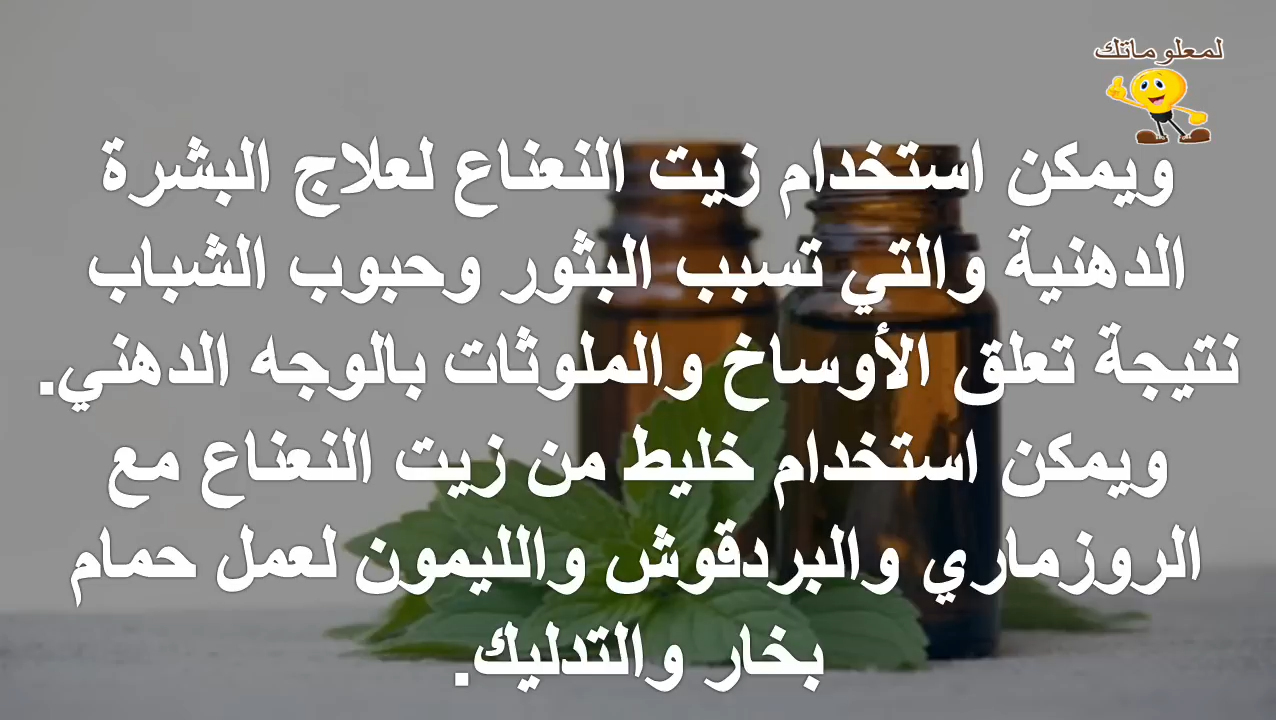 لمعلوماتك
ويمكن استخدام زيت النعناع لعلاج البشرة
الدهنية والتي تسبب البثور وحبوب الشباب
نتيجة تعلق الأوساخ والملوثات بالوجه الدهني.
ويمكن استخدام خليط من زيت النعناع مع
الروزماري والبردقوش والليمون لعمل حمام
بخار والتدليك.